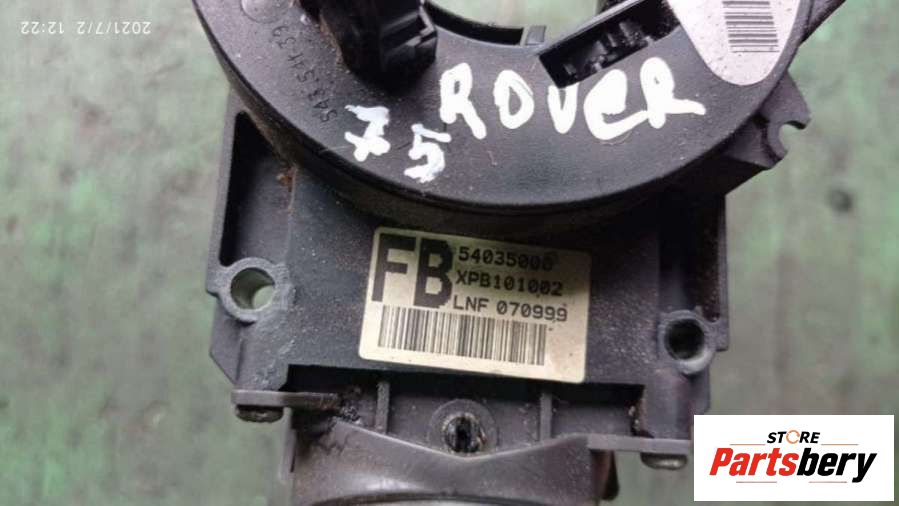 2021/7/2 12:22
ROVER
75
FB
54035000
XPB101002
LNF 070999
STORE
Partsbery